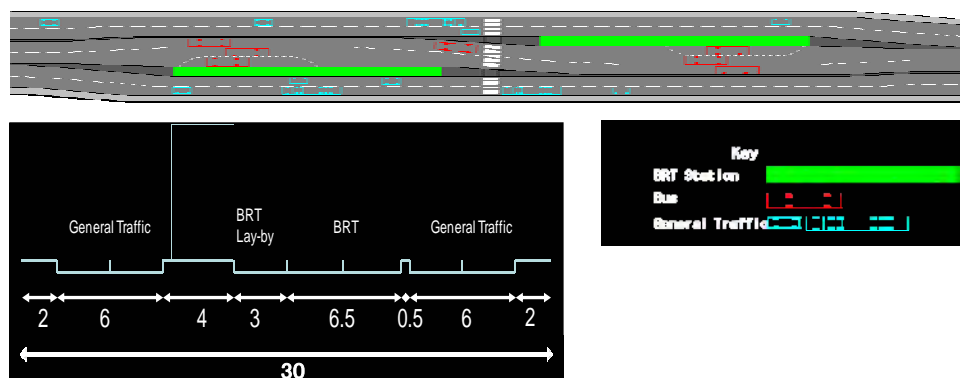 General Traffic
BRT
Lay-by
BRT
General Traffic
2
6
4
3
6.5
0.5
6
2
30
Key
BRT Station
Bus
General Traffic